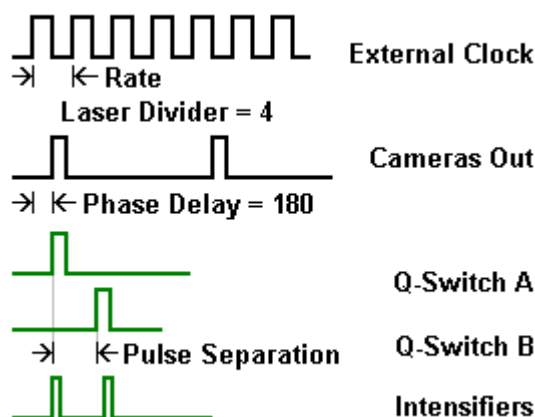 External Clock
Rate
Laser Divider = 4
Cameras Out
Phase Delay = 180
Q-Switch A
Q-Switch B
Pulse Separation
Intensifiers